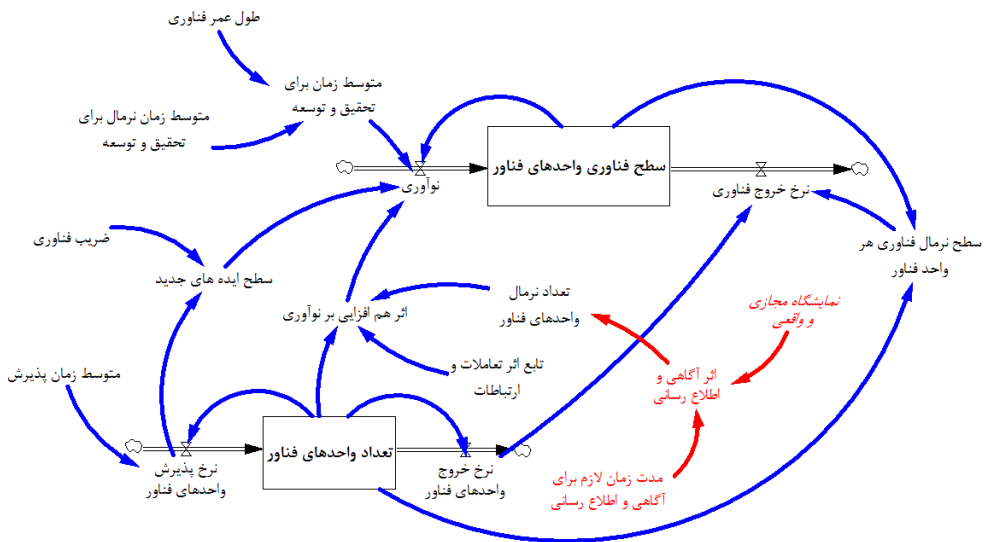 طول عمر فناوری
متوسط زمان برای
تحقیق و توسعه
متوسط زمان نرمال برای
تحقیق و توسعه
سطح فناوری واحدهای فناور
نوآوری
نرخ خروج فناوری
ضریب فناوری
سطح نرمال فناوری هر
واحد فناور
سطح ایده های جدید
تعداد نرمال
واحدهای فناور
نمایشگاه مجازی
و واقعی
اثر هم افزایی بر نوآوری
تابع اثر تعاملات و
ارتباطات
اثر آگاهی و
اطلاع رسانی
متوسط زمان پذیرش
تعداد واحدهای فناور
نرخ پذیرش
واحدهای فناور
نرخ خروج
واحدهای فناور
مدت زمان لازم برای
آگاهی و اطلاع رسانی